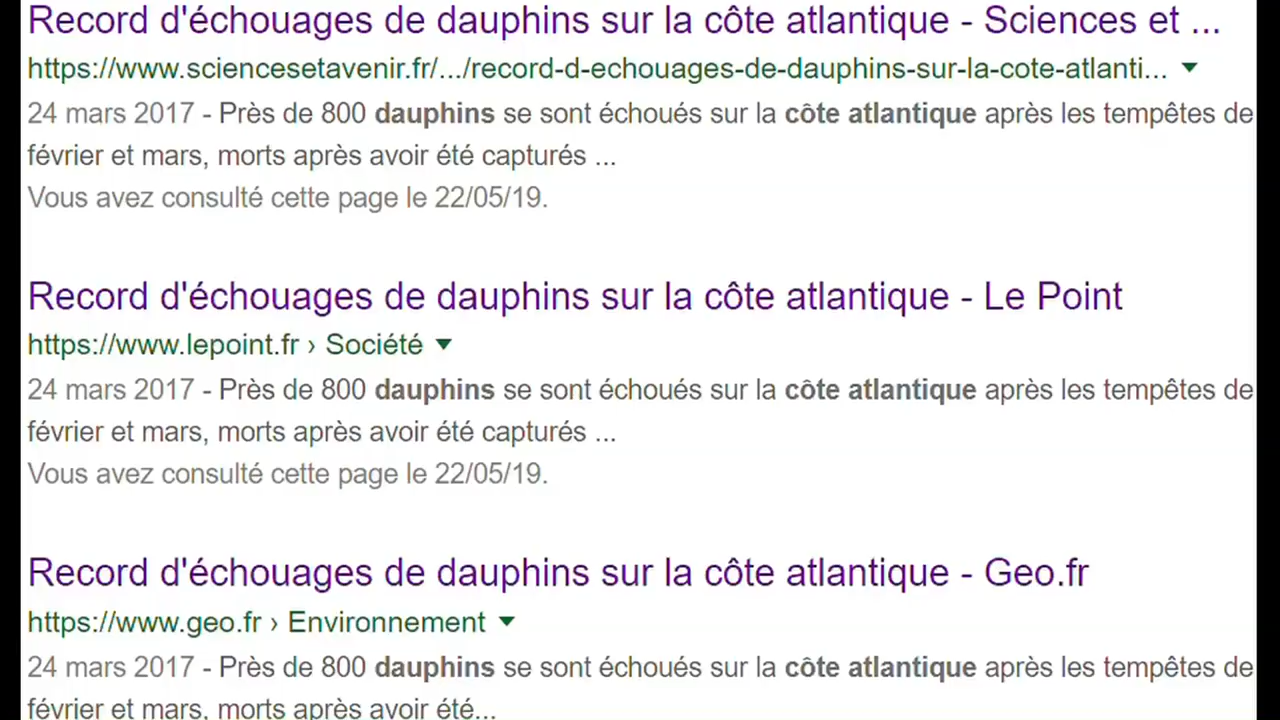 Record d'échouages de dauphins sur la côte atlantique - Sciences et ...
https://www.sciencesetavenir.fr/.../record-d-echouages-de-dauphins-sur-la-cote-atlanti...
24 mars 2017 - Près de 800 dauphins se sont échoués sur la côte atlantique après les tempêtes de
février et mars, morts après avoir été capturés ...
Vous avez consulté cette page le 22/05/19.
Record d'échouages de dauphins sur la côte atlantique - Le Point
https://www.lepoint.fr › Société
24 mars 2017 - Près de 800 dauphins se sont échoués sur la côte atlantique après les tempêtes de
février et mars, morts après avoir été capturés ...
Vous avez consulté cette page le 22/05/19.
Record d'échouages de dauphins sur la côte atlantique - Geo.fr
https://www.geo.fr › Environnement
24 mars 2017 - Près de 800 dauphins se sont échoués sur la côte atlantique après les tempêtes de
février et mars, morts après avoir été...